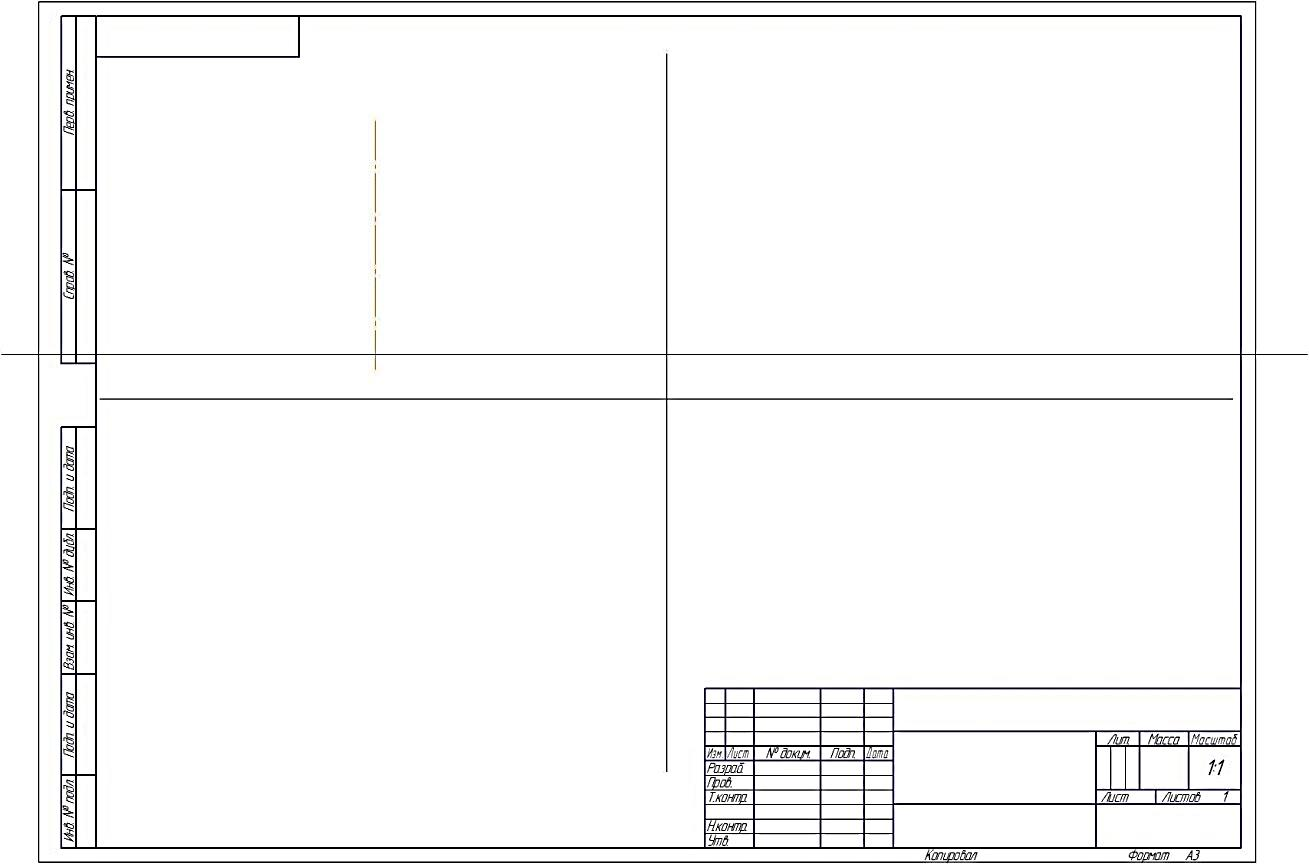 Перв. примен.
Справ. №
Подп. и дата
Инв. № дубл.
Взам. инв. №
Подп. и дата
Инв. № подл.
Изм. Лист № докум. Подп. Дата
Разраб.
Пров.
Т.контр.
Н.контр.
Утв.
Лит. Масса Масштаб
1:1
Лист Листов 1
Копировал Формат А3